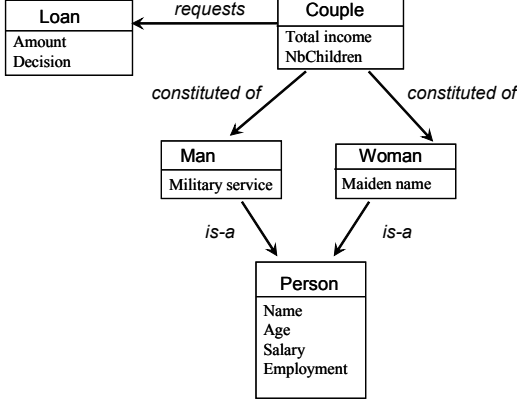 requests
Loan
Amount
Decision
Couple
Total income
NbChildren
constituted of
constituted of
Man
Military service
Woman
Maiden name
is-a
is-a
Person
Name
Age
Salary
Employment